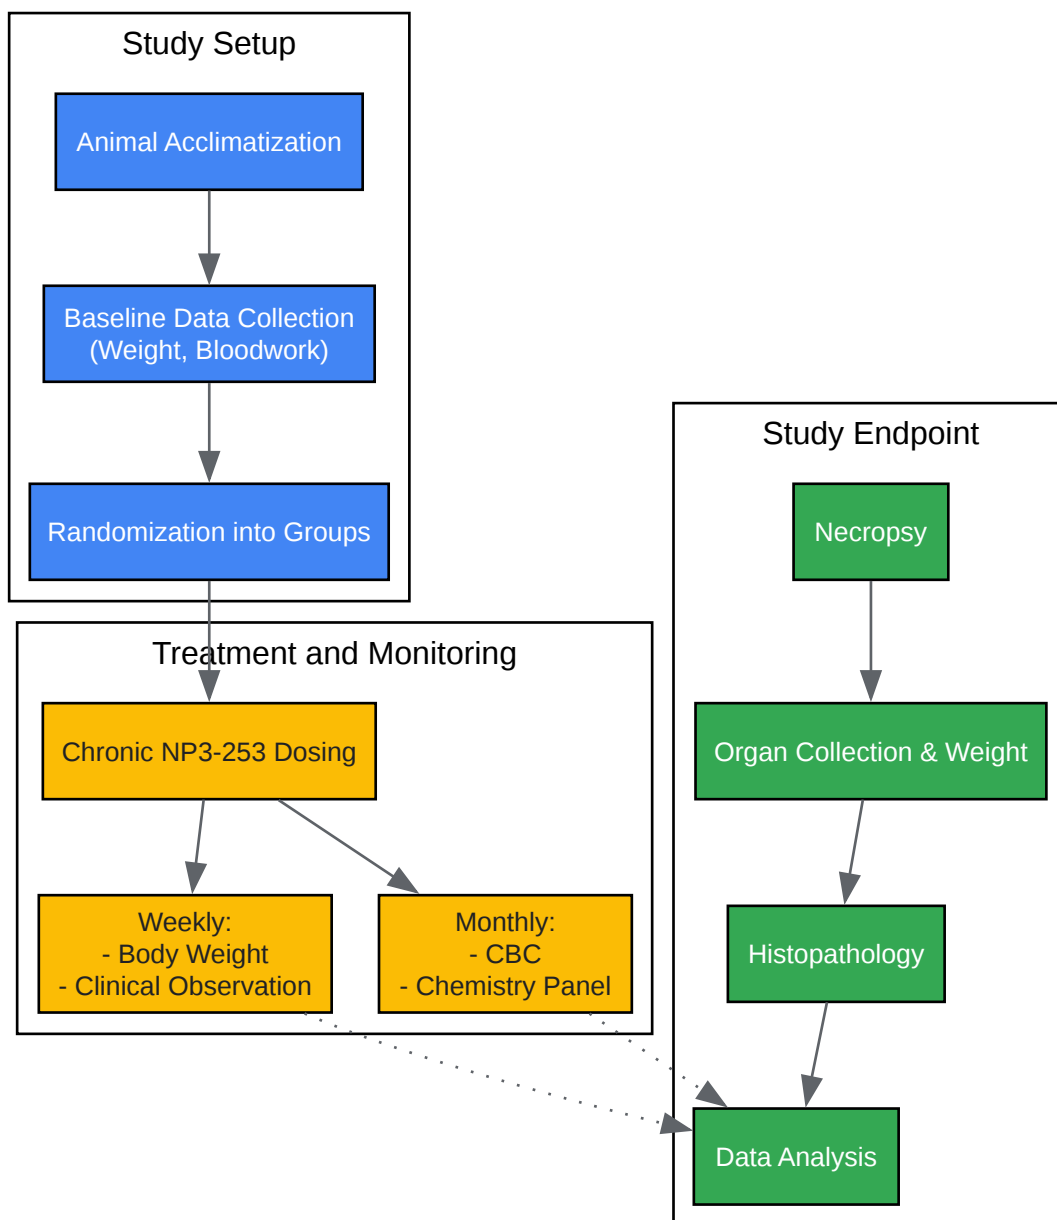 Study Setup
Animal Acclimatization
Baseline Data Collection
(Weight, Bloodwork)
Randomization into Groups
Treatment and Monitoring
Chronic NP3-253 Dosing
Weekly:
- Body Weight
- Clinical Observation
Monthly:
- CBC
- Chemistry Panel
Study Endpoint
Necropsy
Organ Collection & Weight
Histopathology
Data Analysis